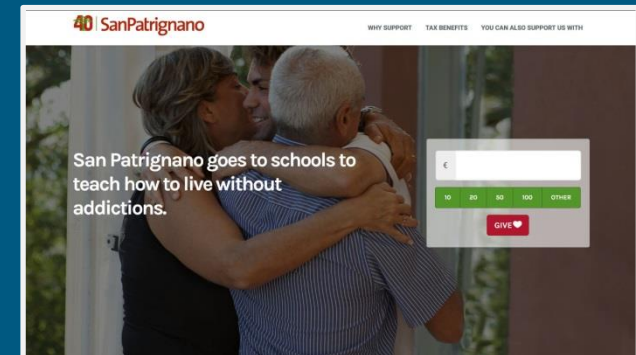 40 | SanPatrignano
WHY SUPPORT TAX BENEFITS YOU CAN ALSO SUPPORT US WITH
San Patrignano goes to schools to
teach how to live without
addictions.
€
10 20 50 100 OTHER
GIVE